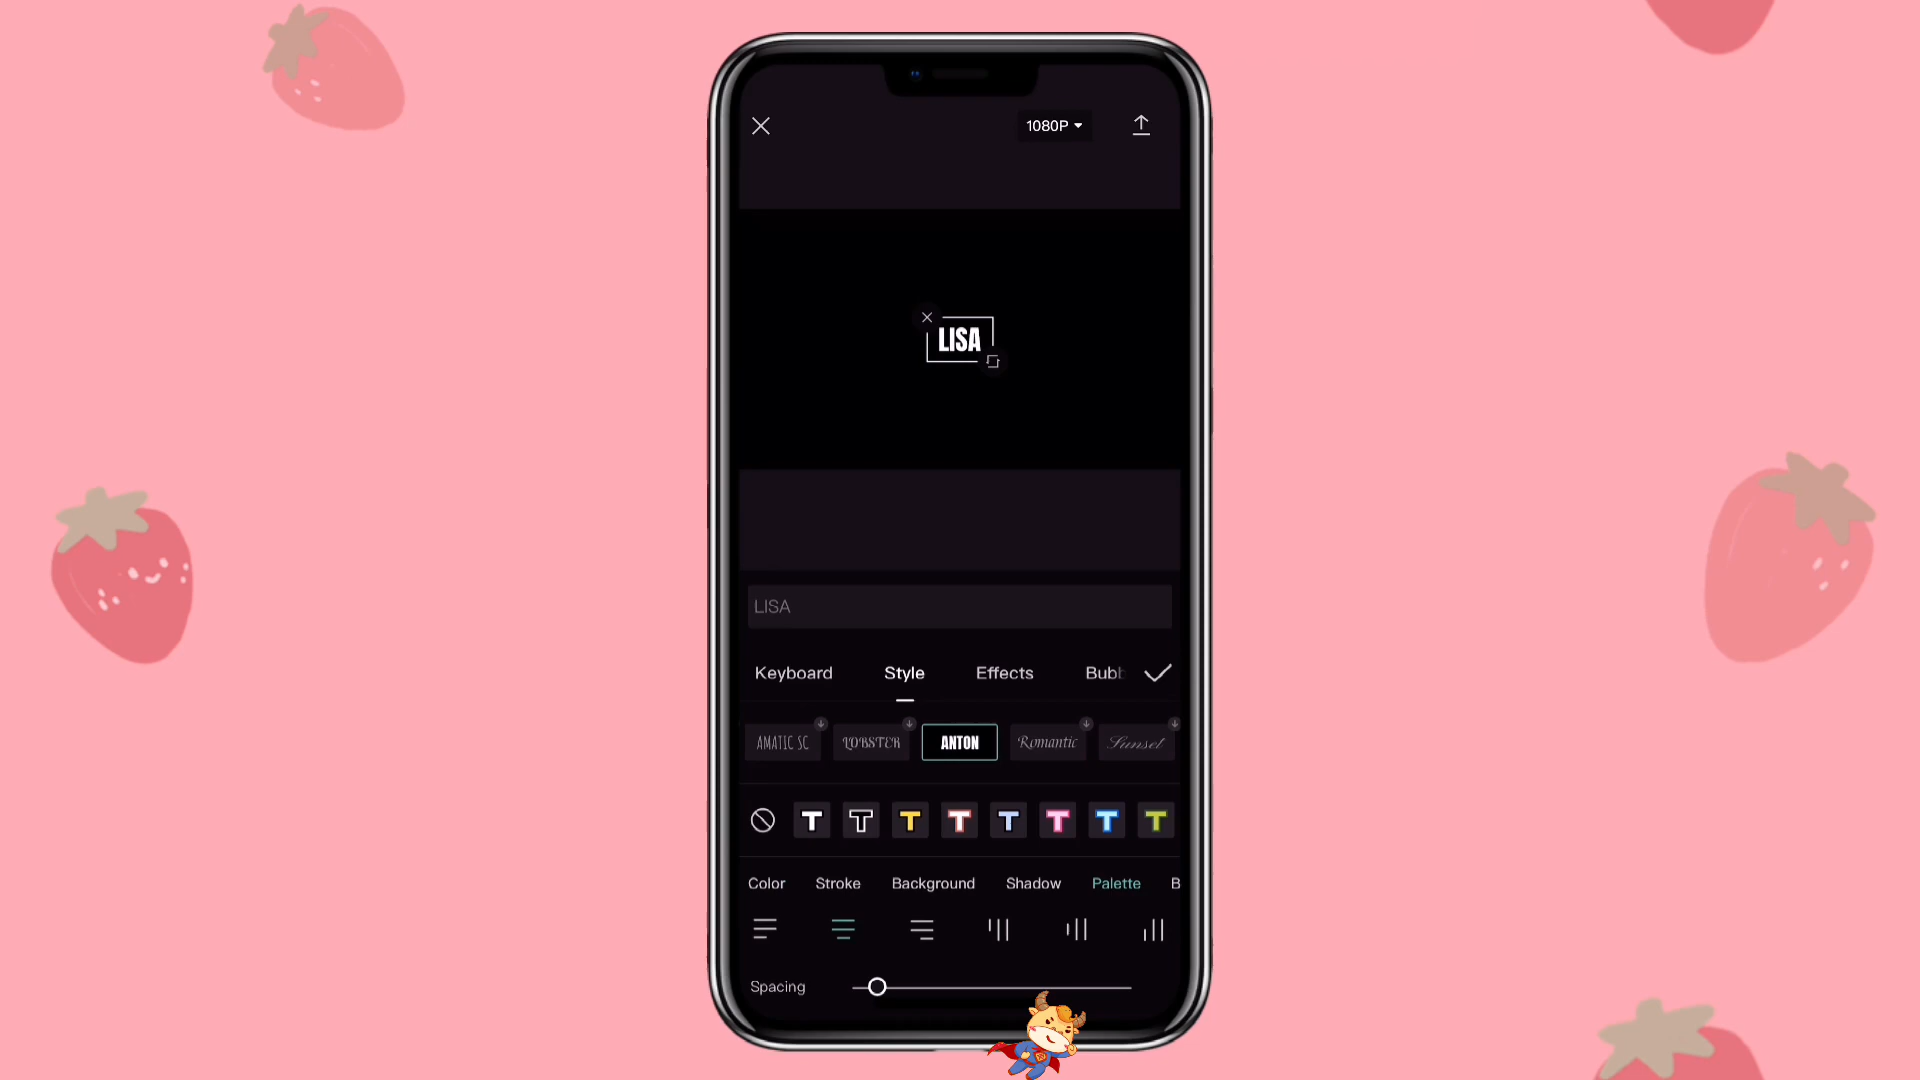 1080P
LISA
LISA
Keyboard Style Effects Bubb
AMATIC SC LOBSTER ANTON Romantic Sunset
T T T T T T T T
Color Stroke Background Shadow Palette B
Spacing